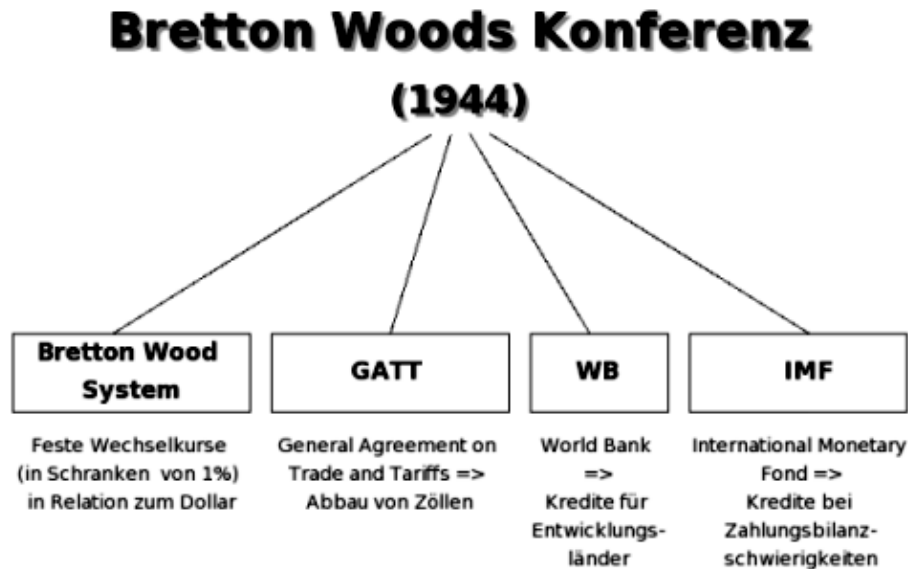 Bretton Woods Konferenz
(1944)
Bretton Wood
System
Feste Wechselkurse
(in Schranken von 1%)
in Relation zum Dollar
GATT
General Agreement on
Trade and Tariffs =>
Abbau von Zöllen
WB
World Bank
=>
Kredite für
Entwicklungs-
länder
IMF
International Monetary
Fond =>
Kredite bei
Zahlungsbilanz-
schwierigkeiten